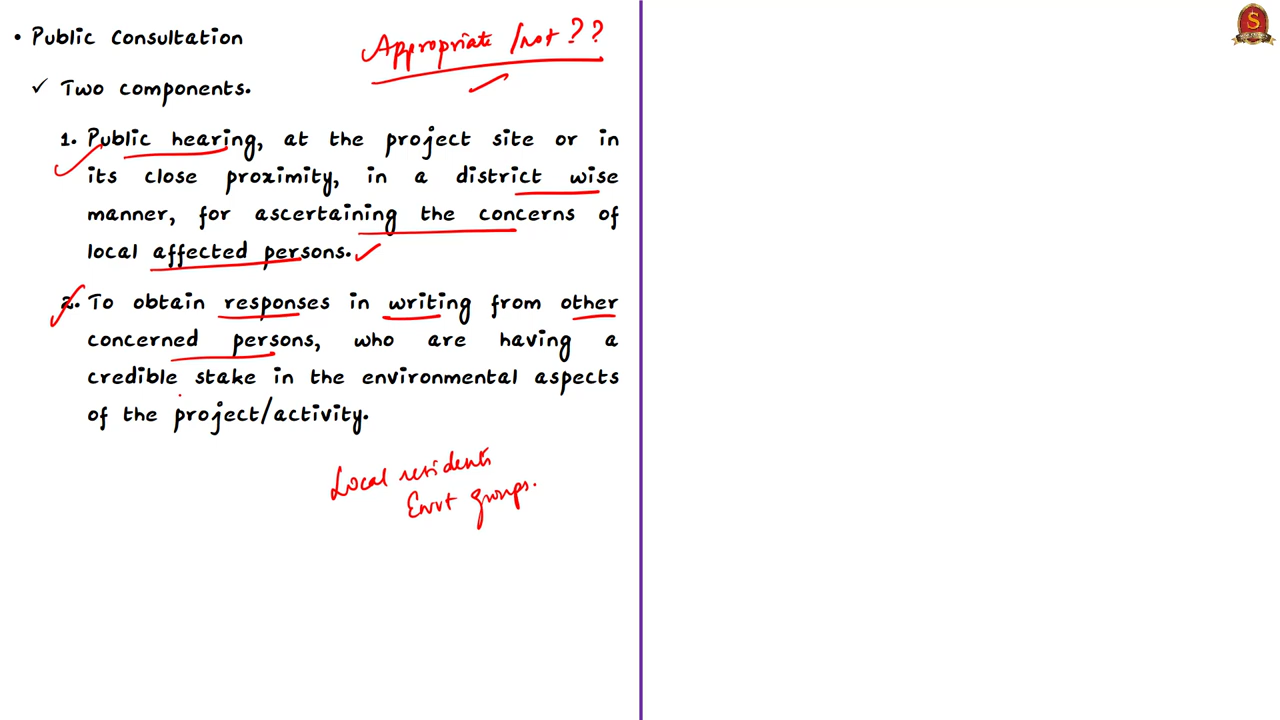 • Public Consultation
Appropriate /not ??
✓ Two components.
1. Public hearing, at the project site or in
its close proximity, in a district wise
manner, for ascertaining the concerns of
local affected persons.
2. To obtain responses in writing from other
concerned persons, who are having a
credible stake in the environmental aspects
of the project/activity.
Local residents
Envt groups.
S